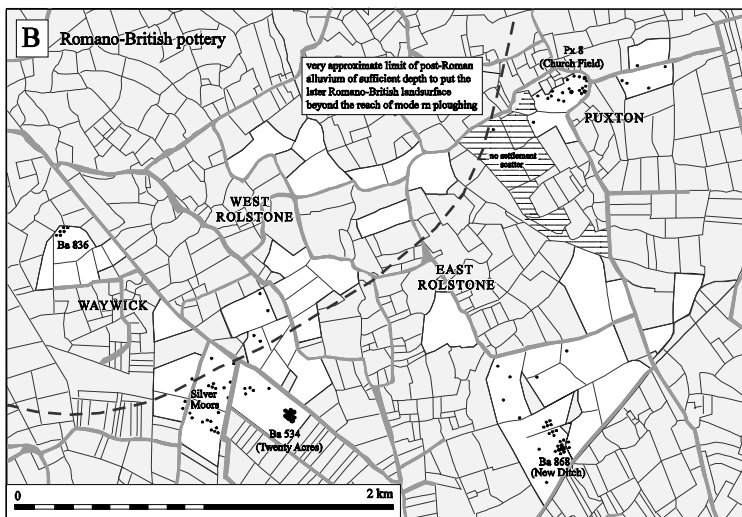 B
Romano-British pottery
very approximate limit of post-Roman
alluvium of sufficient depth to put the
later Romano-British landsurface
beyond the reach of mode rn ploughing
Px 8
(Church Field)
PUXTON
no settlement
scatter
WEST
ROLSTONE
Ba 836
EAST
ROLSTONE
WAYWICK
Silver
Moors
Ba 534
(Twenty Acres)
Ba 868
(New Ditch)
0
2 km